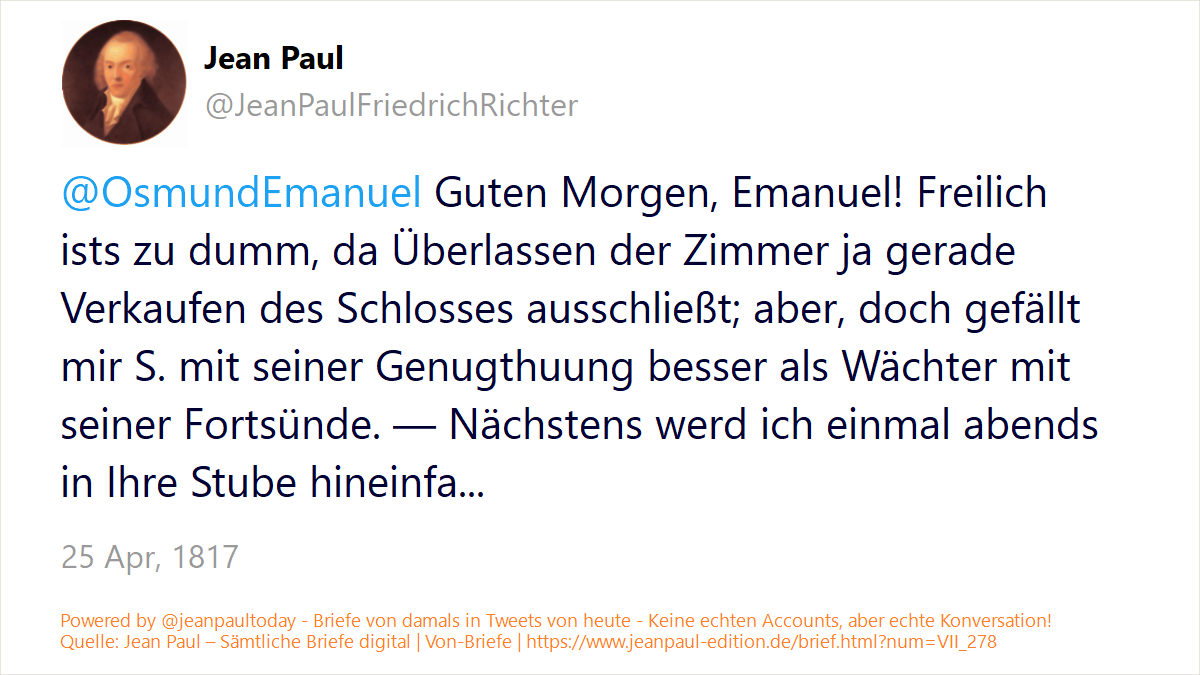 Jean Paul
@JeanPaulFriedrichRichter
@OsmundEmanuel Guten Morgen, Emanuel! Freilich
ists zu dumm, da Überlassen der Zimmer ja gerade
Verkaufen des Schlosses ausschließt; aber, doch gefällt
mir S. mit seiner Genugthuung besser als Wächter mit
seiner Fortsünde. — Nächstens werd ich einmal abends
in Ihre Stube hineinfa...
25 Apr, 1817
Powered by @jeanpaultoday - Briefe von damals in Tweets von heute - Keine echten Accounts, aber echte Konversation!
Quelle: Jean Paul – Sämtliche Briefe digital | Von-Briefe | https://www.jeanpaul-edition.de/brief.html?num=VII_278